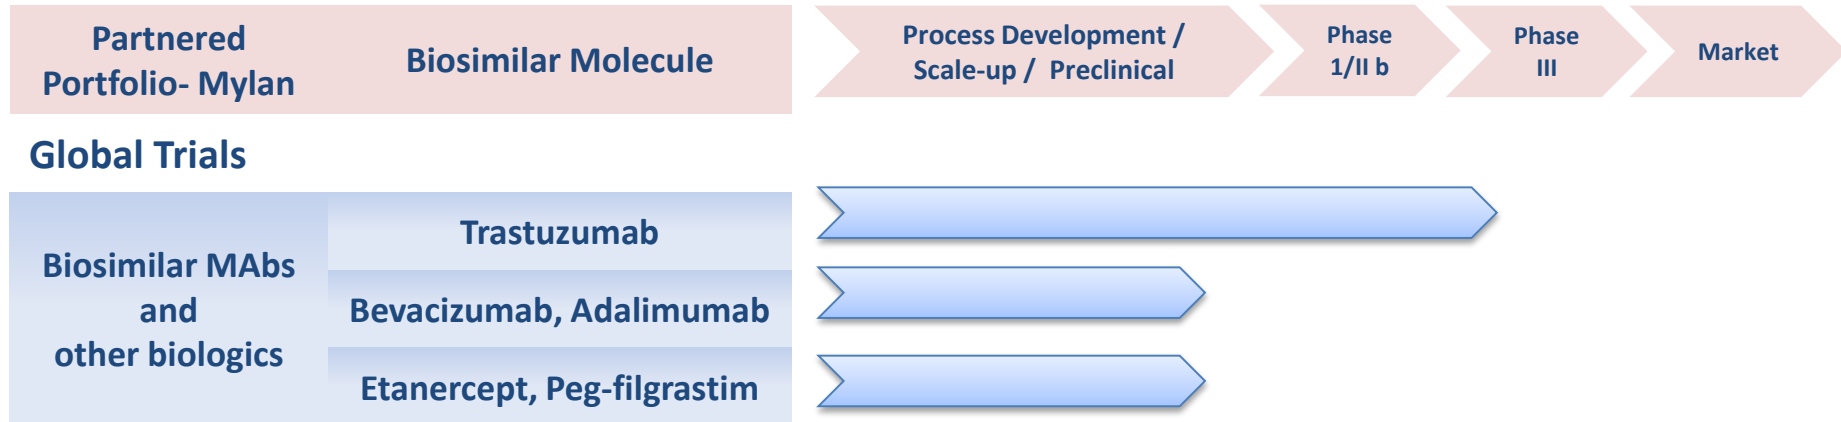 Partnered
Portfolio- Mylan
Biosimilar Molecule
Process Development /
Scale-up / Preclinical
Phase
1/II b
Phase
III
Market
Global Trials
Biosimilar MAbs
and
other biologics
Trastuzumab
Bevacizumab, Adalimumab
Etanercept, Peg-filgrastim